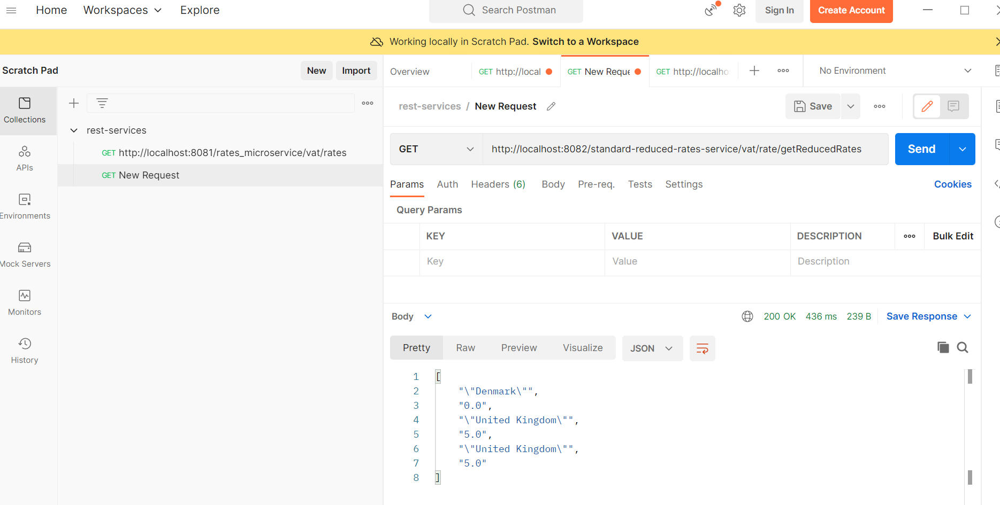 Home Workspaces Explore Search Postman Sign In Create Account
Working locally in Scratch Pad. Switch to a Workspace
Scratch Pad New Import
Overview GET http://local GET New Reque GET http://localho No Environment
Collections
APIs
Environments
Mock Servers
Monitors
History
rest-services
GET http://localhost:8081/rates_microservice/vat/rates
GET New Request
rest-services / New Request Save
GET http://localhost:8082/standard-reduced-rates-service/vat/rate/getReducedRates Send
Params Auth Headers (6) Body Pre-req. Tests Settings Cookies
Query Params
KEY VALUE DESCRIPTION Bulk Edit
Key Value Description
Body 200 OK 436 ms 239 B Save Response
Pretty Raw Preview Visualize JSON
1 [
2 "\"Denmark\"",
3 "0.0",
4 "\"United Kingdom\"",
5 "5.0",
6 "\"United Kingdom\"",
7 "5.0"
8 ]